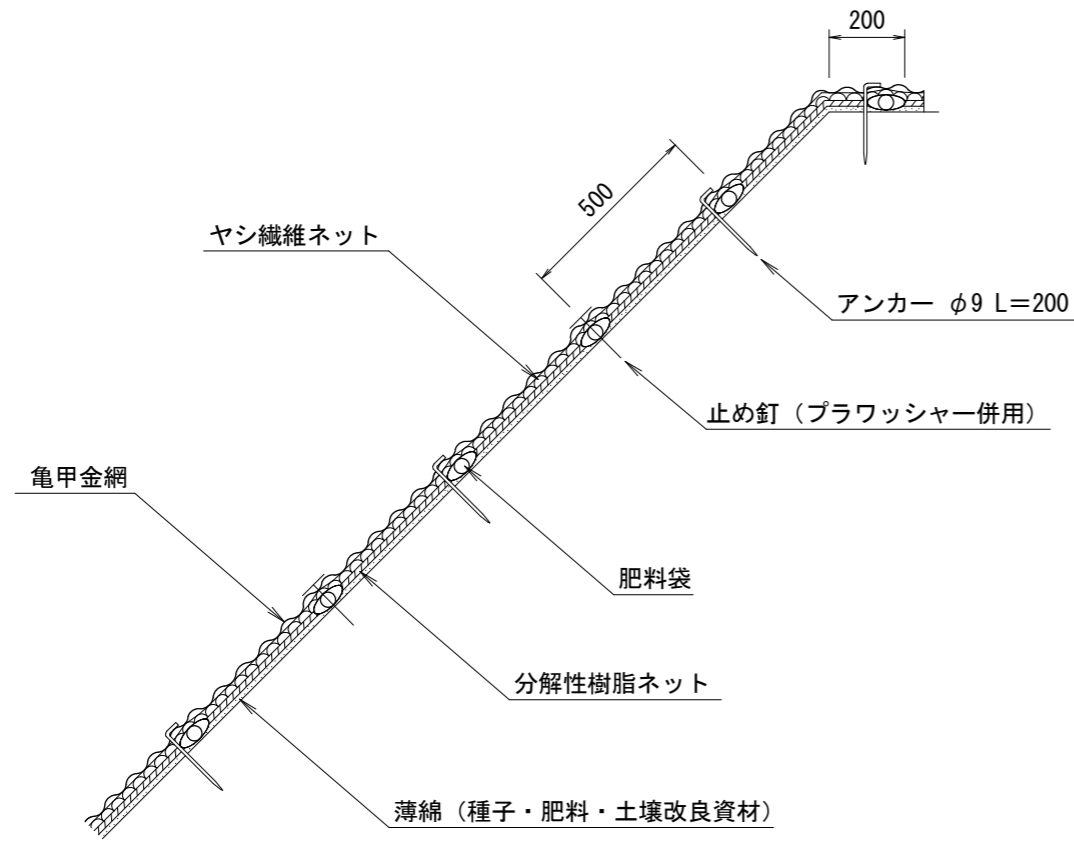 200
500
ヤシ繊維ネット
アンカー φ9 L=200
止め釘（プラワッシャー併用）
亀甲金網
肥料袋
分解性樹脂ネット
薄綿（種子・肥料・土壌改良資材）